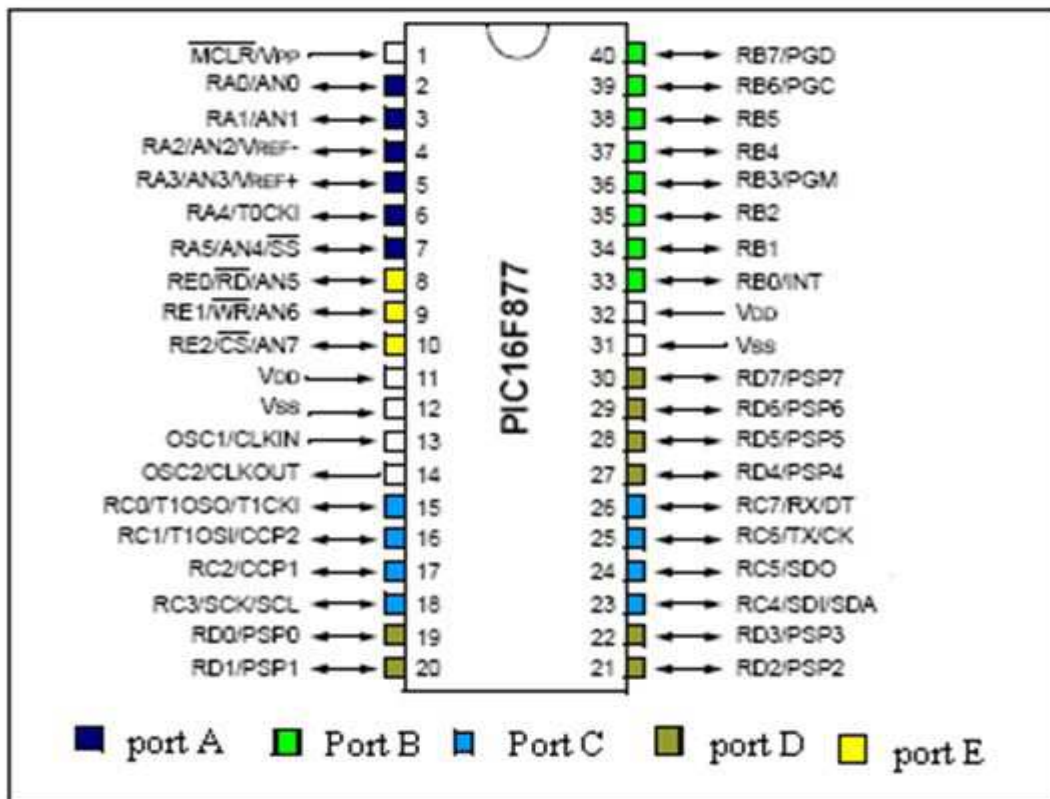 MCLR/VPP 1
RA0/AN0 2
RA1/AN1 3
RA2/AN2/VREF- 4
RA3/AN3/VREF+ 5
RA4/T0CKI 6
RA5/AN4/SS 7
RE0/RD/AN5 8
RE1/WR/AN6 9
RE2/CS/AN7 10
VDD 11
VSS 12
OSC1/CLKIN 13
OSC2/CLKOUT 14
RC0/T1OSO/T1CKI 15
RC1/T1OSI/CCP2 16
RC2/CCP1 17
RC3/SCK/SCL 18
RD0/PSP0 19
RD1/PSP1 20
PIC16F877
40 RB7/PGD
39 RB6/PGC
38 RB5
37 RB4
36 RB3/PGM
35 RB2
34 RB1
33 RB0/INT
32 VDD
31 VSS
30 RD7/PSP7
29 RD6/PSP6
28 RD5/PSP5
27 RD4/PSP4
26 RC7/RX/DT
25 RC6/TX/CK
24 RC5/SDO
23 RC4/SDI/SDA
22 RD3/PSP3
21 RD2/PSP2
port A Port B Port C port D port E